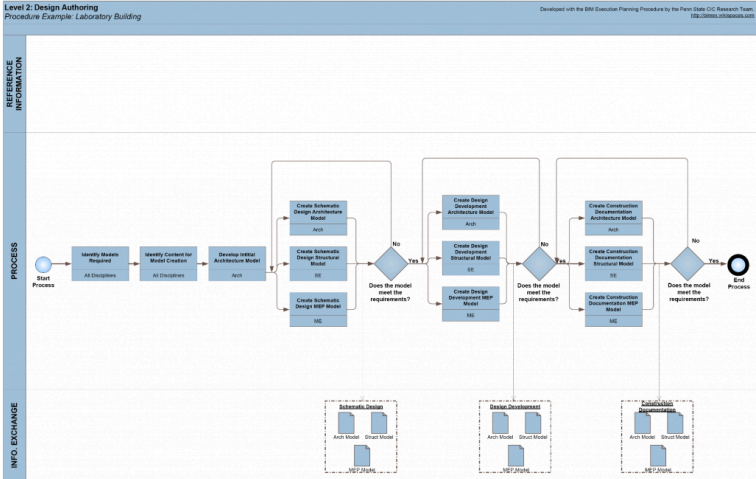 Level 2: Design Authoring
Procedure Example: Laboratory Building
Developed with the BIM Execution Planning Procedure by the Penn State CIC Research Team.
http://bimex.wikispaces.com
REFERENCE
INFORMATION
PROCESS
Start
Process
Identify Models
Required
All Disciplines
Identify Content for
Model Creation
All Disciplines
Develop Intitial
Architecture Model
Arch
Create Schematic
Design Architecture
Model
Arch
Create Schematic
Design Structural
Model
SE
Create Schematic
Design MEP Model
ME
No
Yes
Does the model
meet the
requirements?
Create Design
Development
Architecture Model
Arch
Create Design
Development
Structural Model
SE
Create Design
Development MEP
Model
ME
No
Yes
Does the model
meet the
requirements?
Create Construction
Documentation
Architecture Model
Arch
Create Construction
Documentation
Structural Model
SE
Create Construction
Documentation MEP
Model
ME
No
Yes
Does the model
meet the
requirements?
End
Process
INFO. EXCHANGE
Schematic Design
Arch Model Struct Model
MEP Model
Design Development
Arch Model Struct Model
MEP Model
Construction
Documentation
Arch Model Struct Model
MEP Model